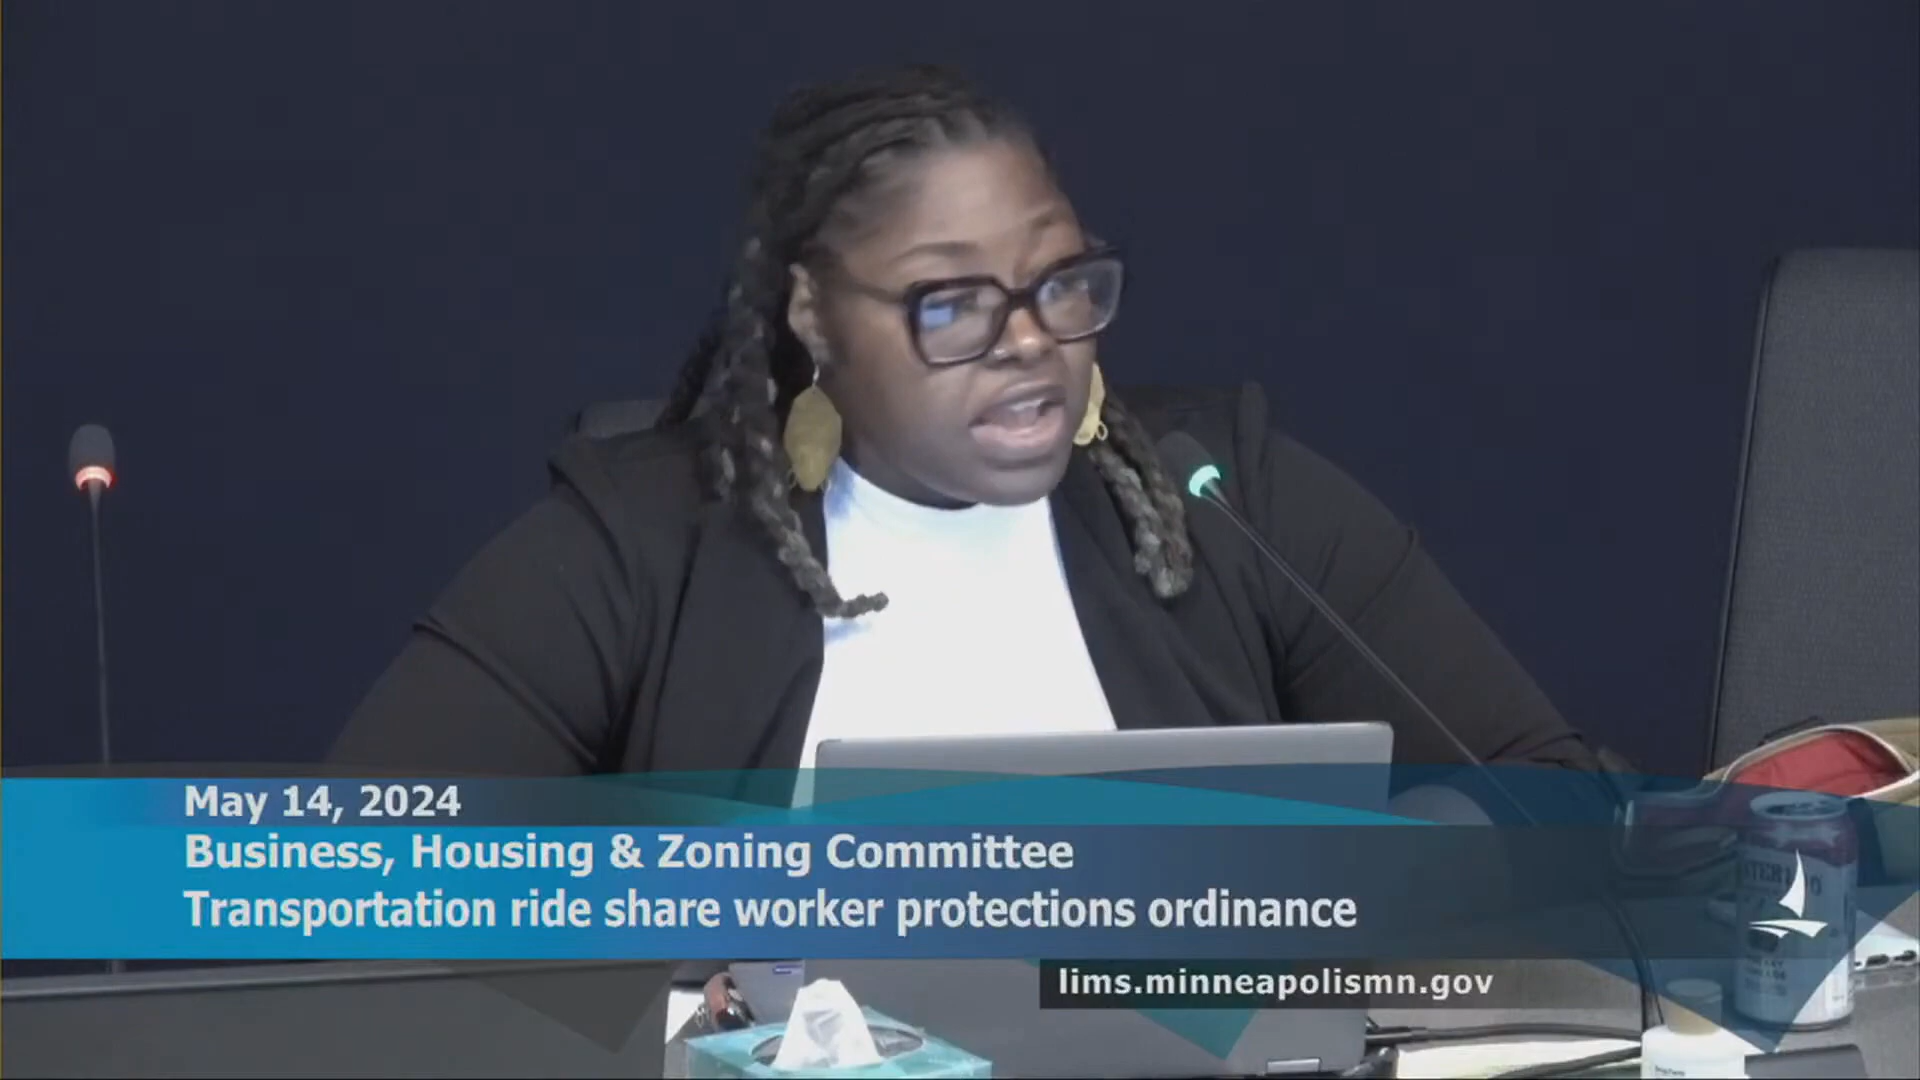 May 14, 2024
Business, Housing & Zoning Committee
Transportation ride share worker protections ordinance
lims.minneapolismn.gov